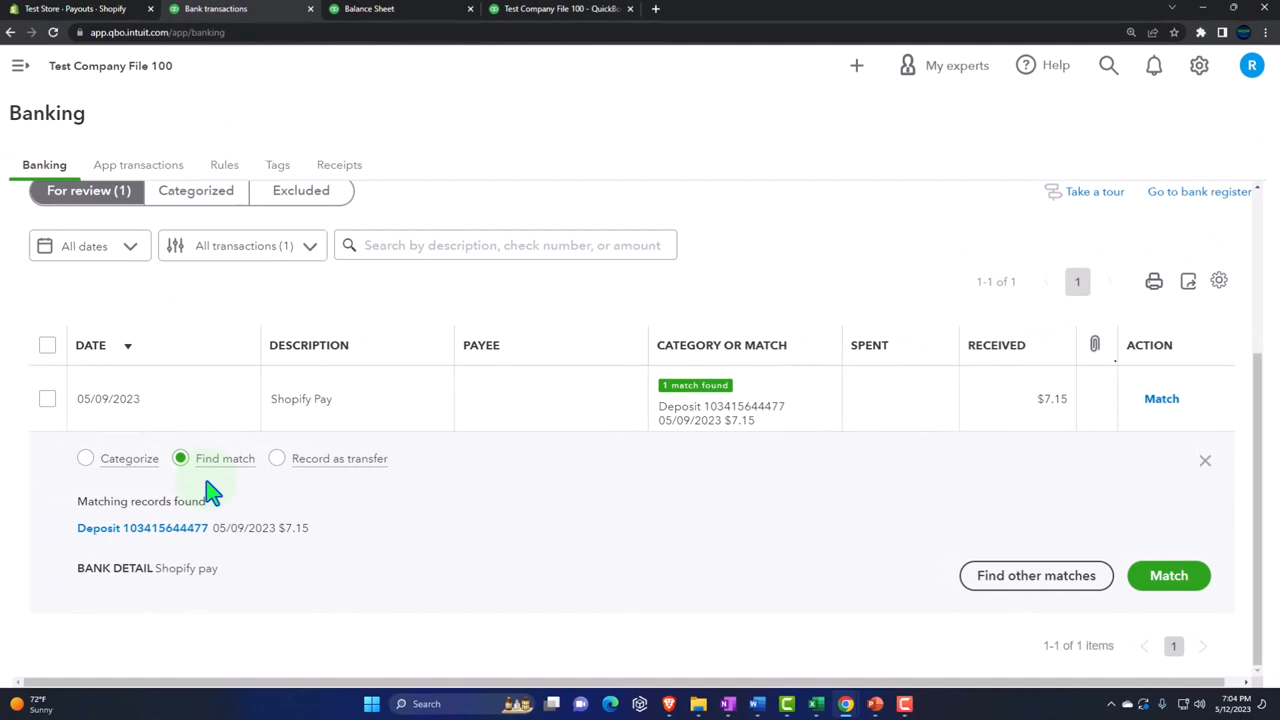 Test Store - Payouts - Shopify
Bank transactions
Balance Sheet
Test Company File 100 - QuickBo
app.qbo.intuit.com/app/banking
Test Company File 100
My experts
Help
R
Banking
Banking
App transactions
Rules
Tags
Receipts
For review (1)
Categorized
Excluded
Take a tour
Go to bank register
All dates
All transactions (1)
Search by description, check number, or amount
1-1 of 1
1
DATE
DESCRIPTION
PAYEE
CATEGORY OR MATCH
SPENT
RECEIVED
ACTION
1 match found
05/09/2023
Shopify Pay
Deposit 103415644477
05/09/2023 $7.15
$7.15
Match
Categorize
Find match
Record as transfer
Matching records found
Deposit 103415644477 05/09/2023 $7.15
BANK DETAIL Shopify pay
Find other matches
Match
1-1 of 1 items
1
72°F
Sunny
Search
7:04 PM
5/12/2023